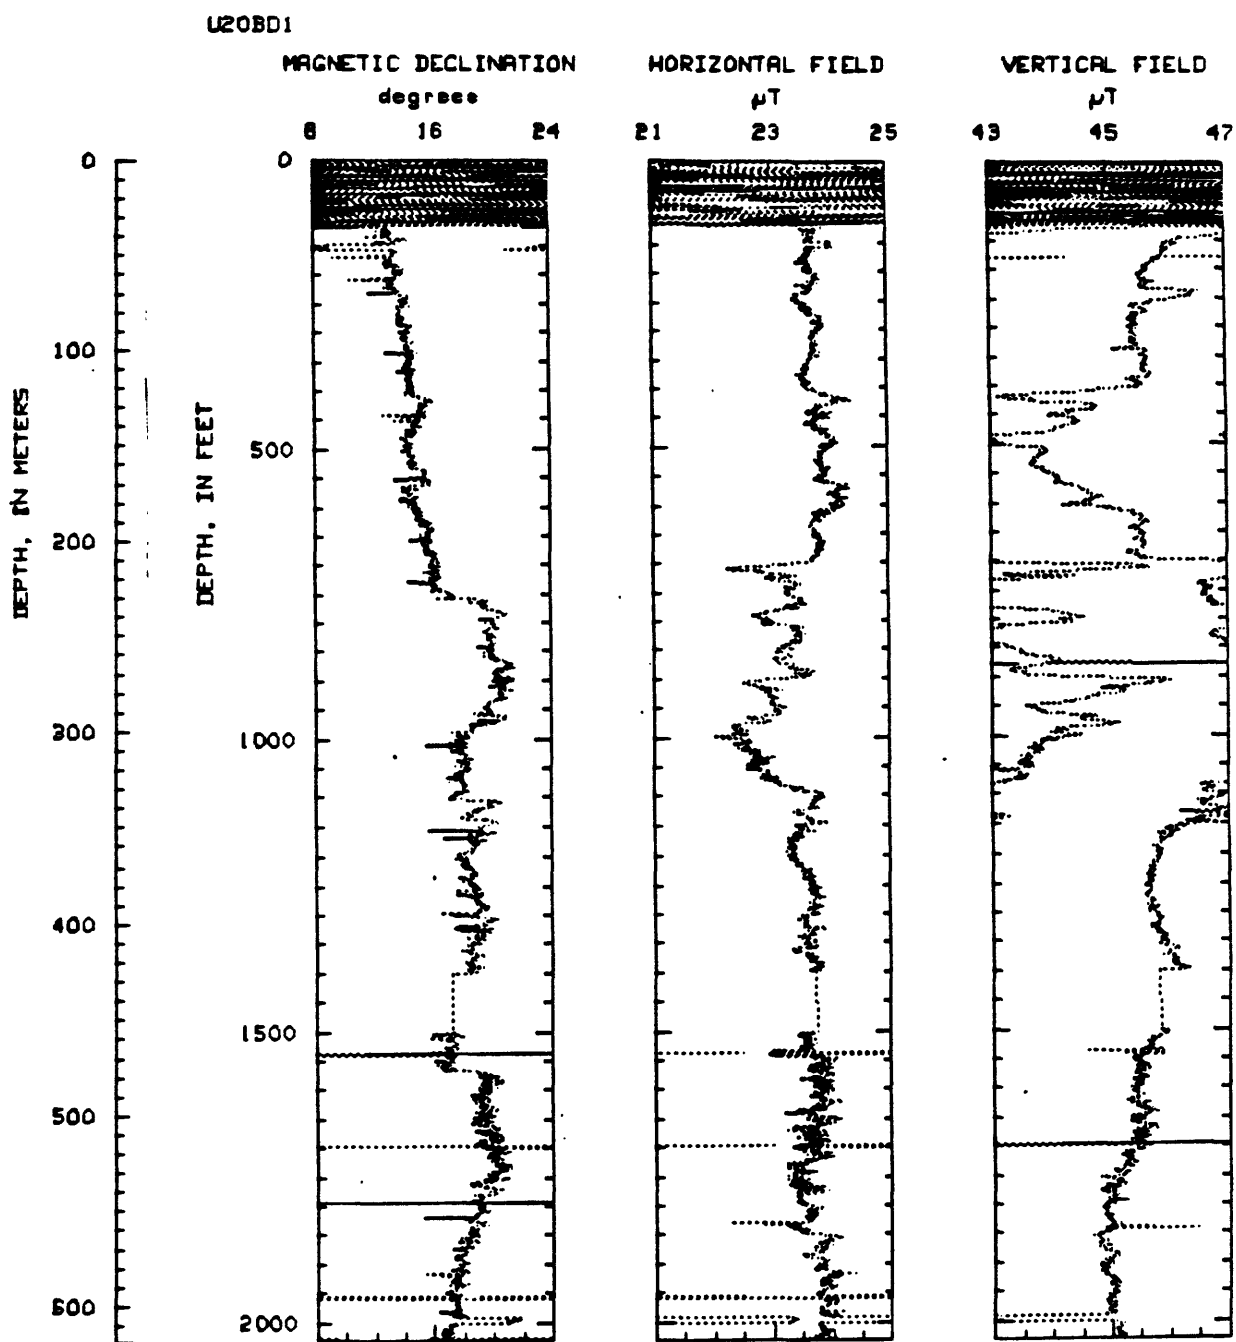 U20BD1
MAGNETIC DECLINATION HORIZONTAL FIELD VERTICAL FIELD
degrees µT µT
8 16 24 21 23 25 43 45 47
0 0
100
500
200
300 1000
400
1500
500
600 2000
DEPTH, IN METERS
DEPTH, IN FEET